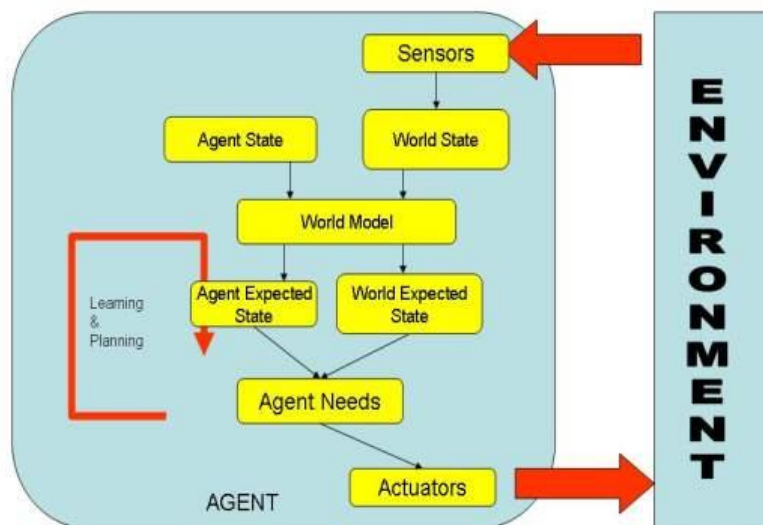 Sensors
Agent State
World State
World Model
Agent Expected
State
World Expected
State
Learning
&
Planning
Agent Needs
Actuators
AGENT
ENVIRONMENT